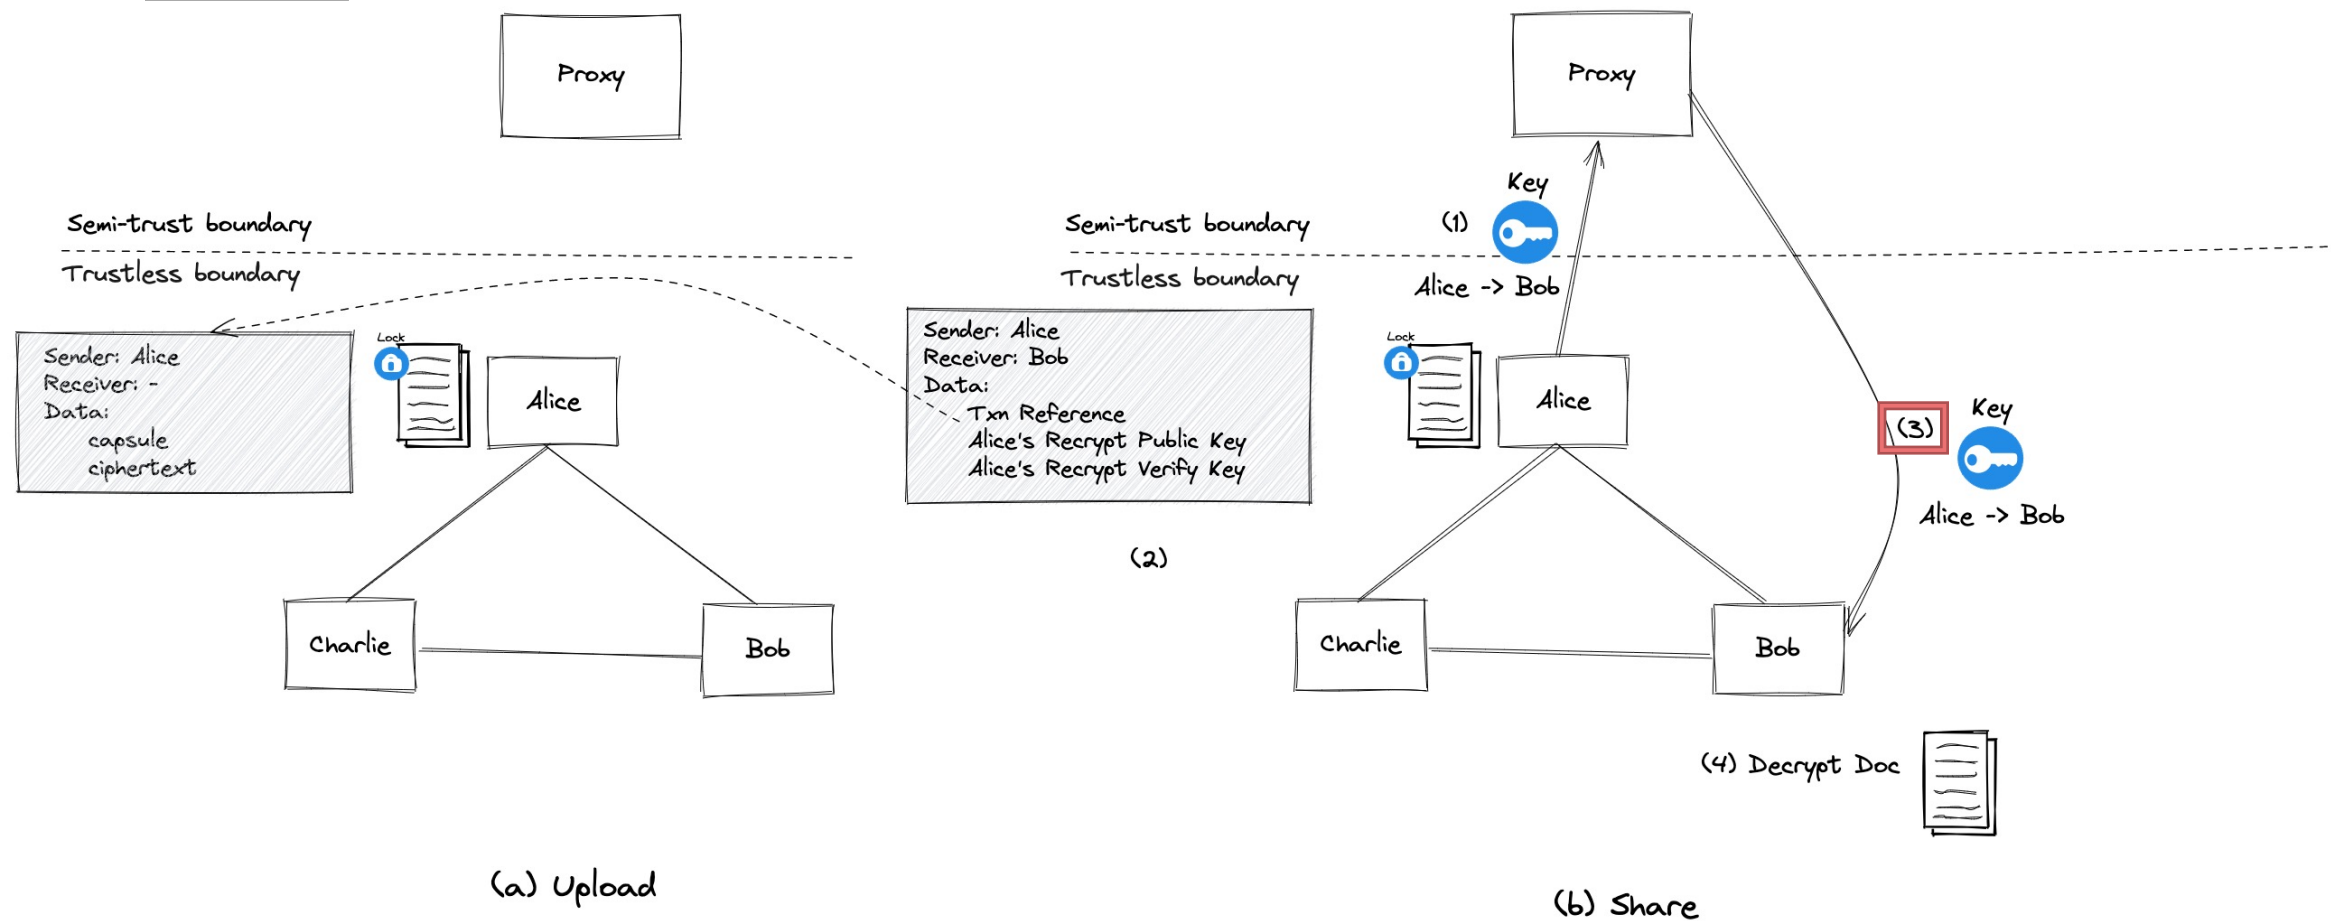 Proxy
Semi-trust boundary
Trustless boundary
Sender: Alice
Receiver: -
Data:
capsule
ciphertext
Lock
Alice
Charlie
Bob
(a) Upload
Proxy
Key
(1)
Semi-trust boundary
Trustless boundary
Alice -> Bob
Sender: Alice
Receiver: Bob
Data:
Txn Reference
Alice's Recrypt Public Key
Alice's Recrypt Verify Key
(2)
Lock
Alice
(3)
Key
Alice -> Bob
Charlie
Bob
(4) Decrypt Doc
(b) Share